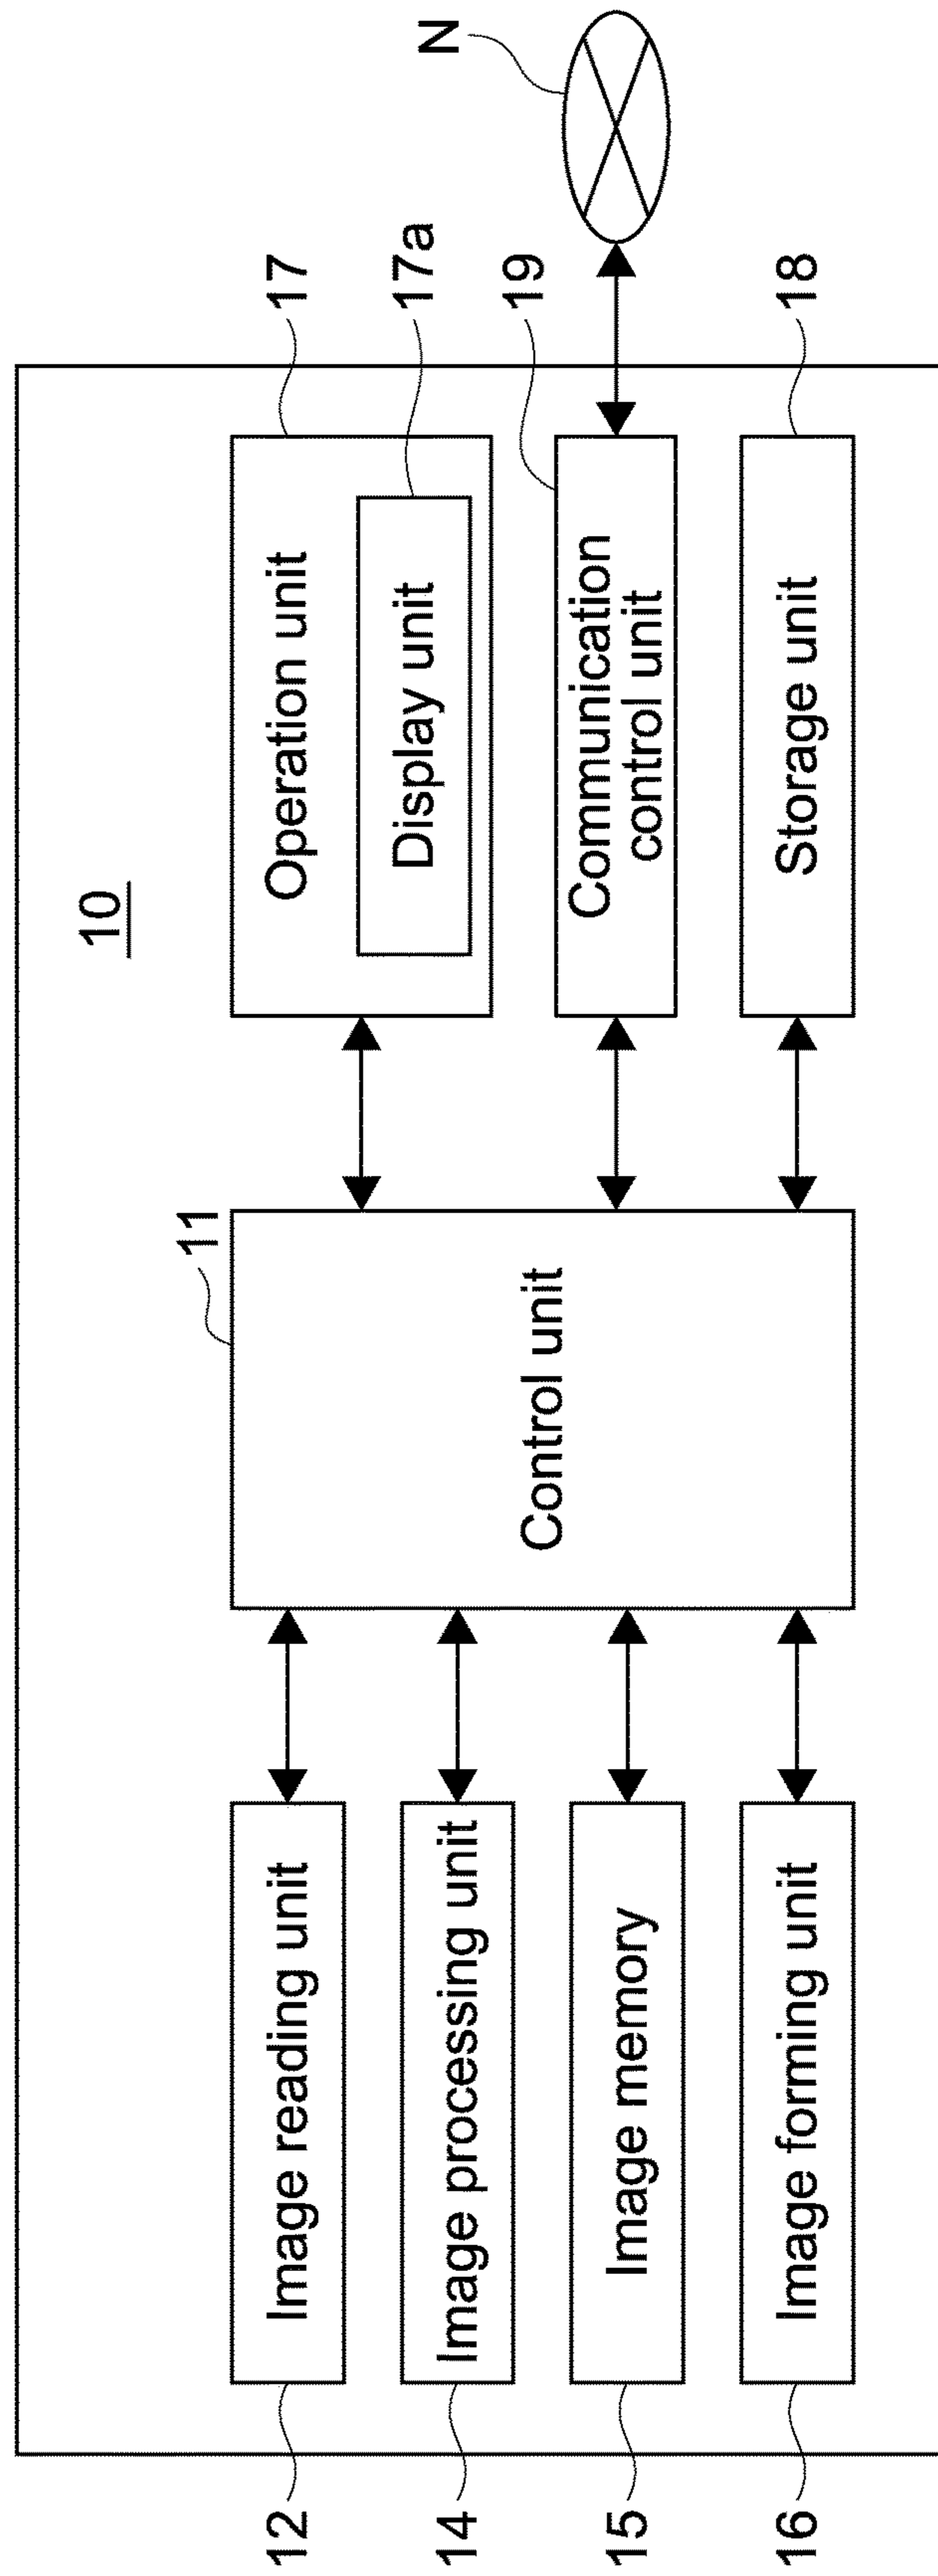 10
11
N
12
Image reading unit
14
Image processing unit
15
Image memory
16
Image forming unit
Control unit
Operation unit
17
Display unit
17a
Communication
control unit
19
Storage unit
18